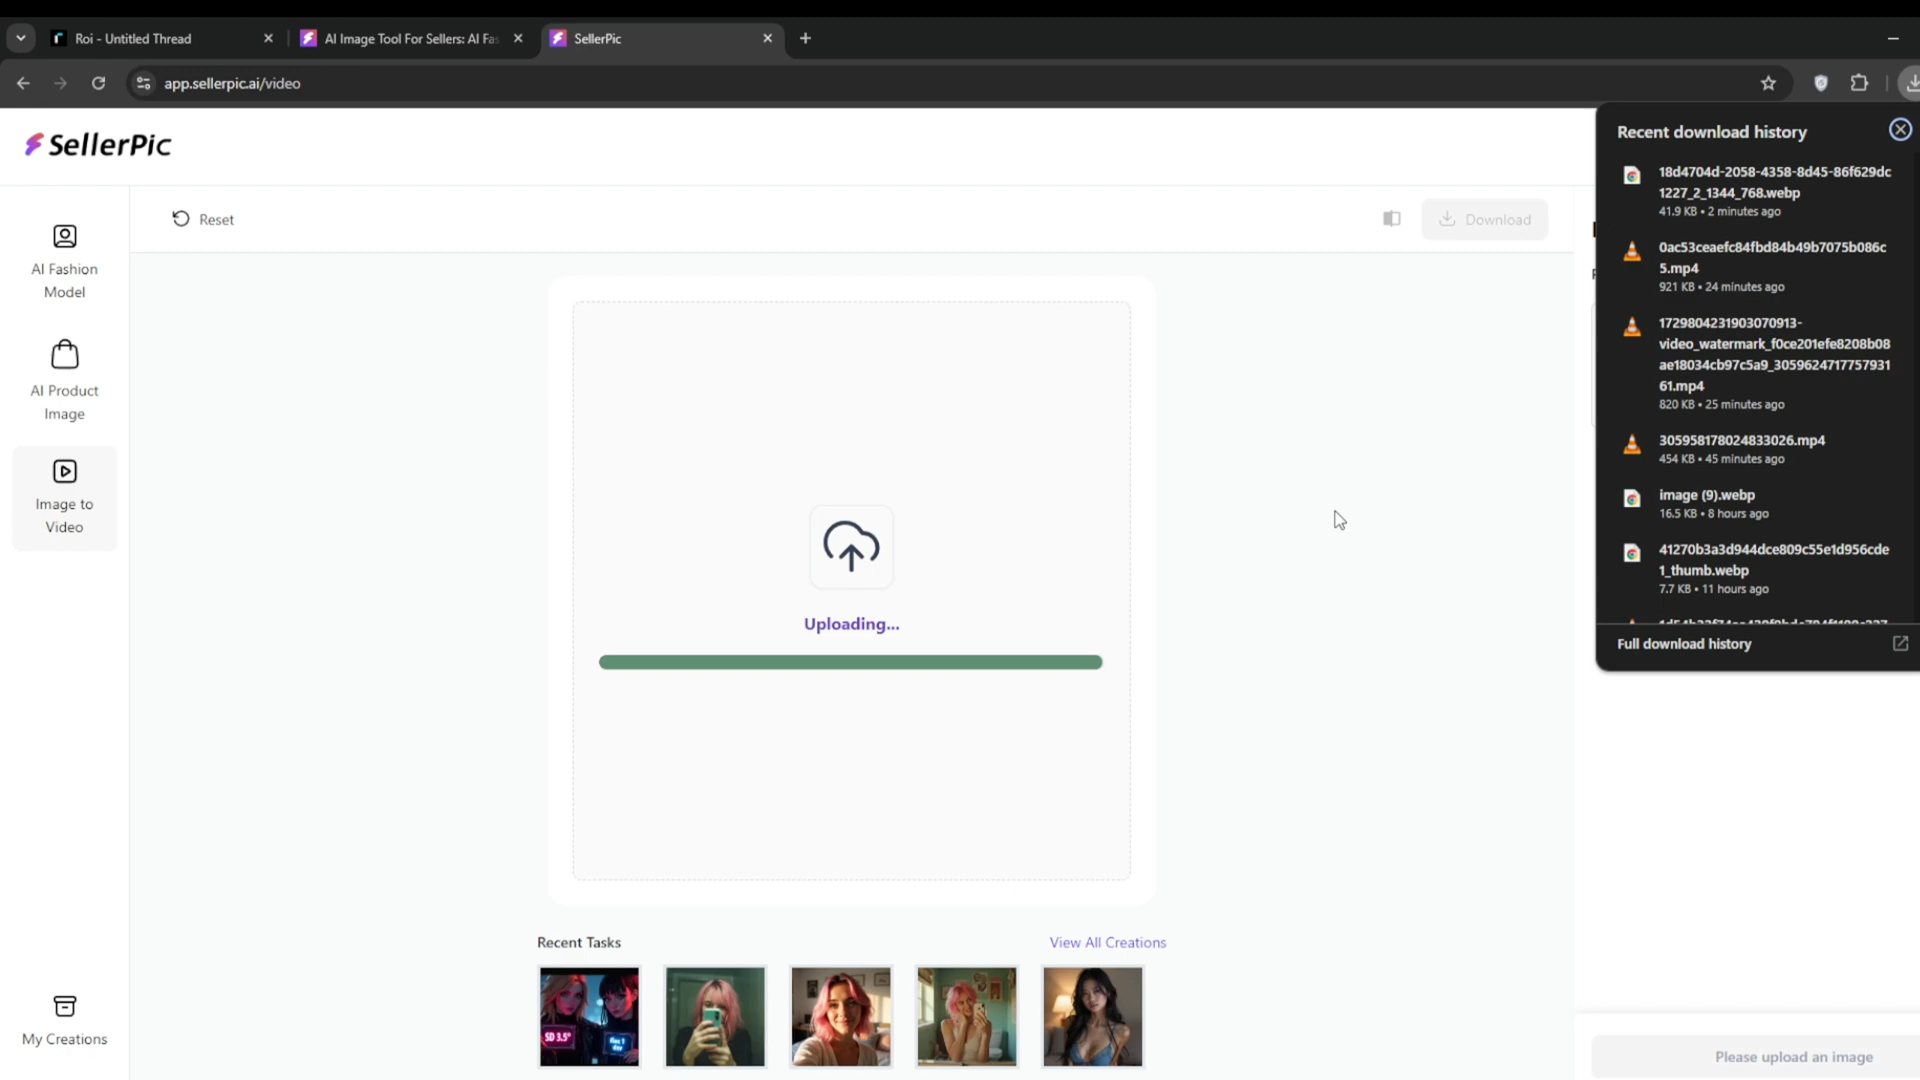 Roi - Untitled Thread
AI Image Tool For Sellers: AI Fas
SellerPic
app.sellerpic.ai/video
SellerPic
Reset
Download
AI Fashion
Model
AI Product
Image
Image to
Video
My Creations
Uploading...
Recent Tasks
View All Creations
SD 3.5
Recent download history
18d4704d-2058-4358-8d45-86f629dc
1227_2_1344_768.webp
41.9 KB • 2 minutes ago
0ac53ceaefc84fbd84b49b7075b086c
5.mp4
921 KB • 24 minutes ago
1729804231903070913-
video_watermark_f0ce201efe8208b08
ae18034cb97c5a9_3059624717757931
61.mp4
820 KB • 25 minutes ago
305958178024833026.mp4
454 KB • 45 minutes ago
image (9).webp
16.5 KB • 8 hours ago
41270b3a3d944dce809c55e1d956cde
1_thumb.webp
7.7 KB • 11 hours ago
Full download history
Please upload an image